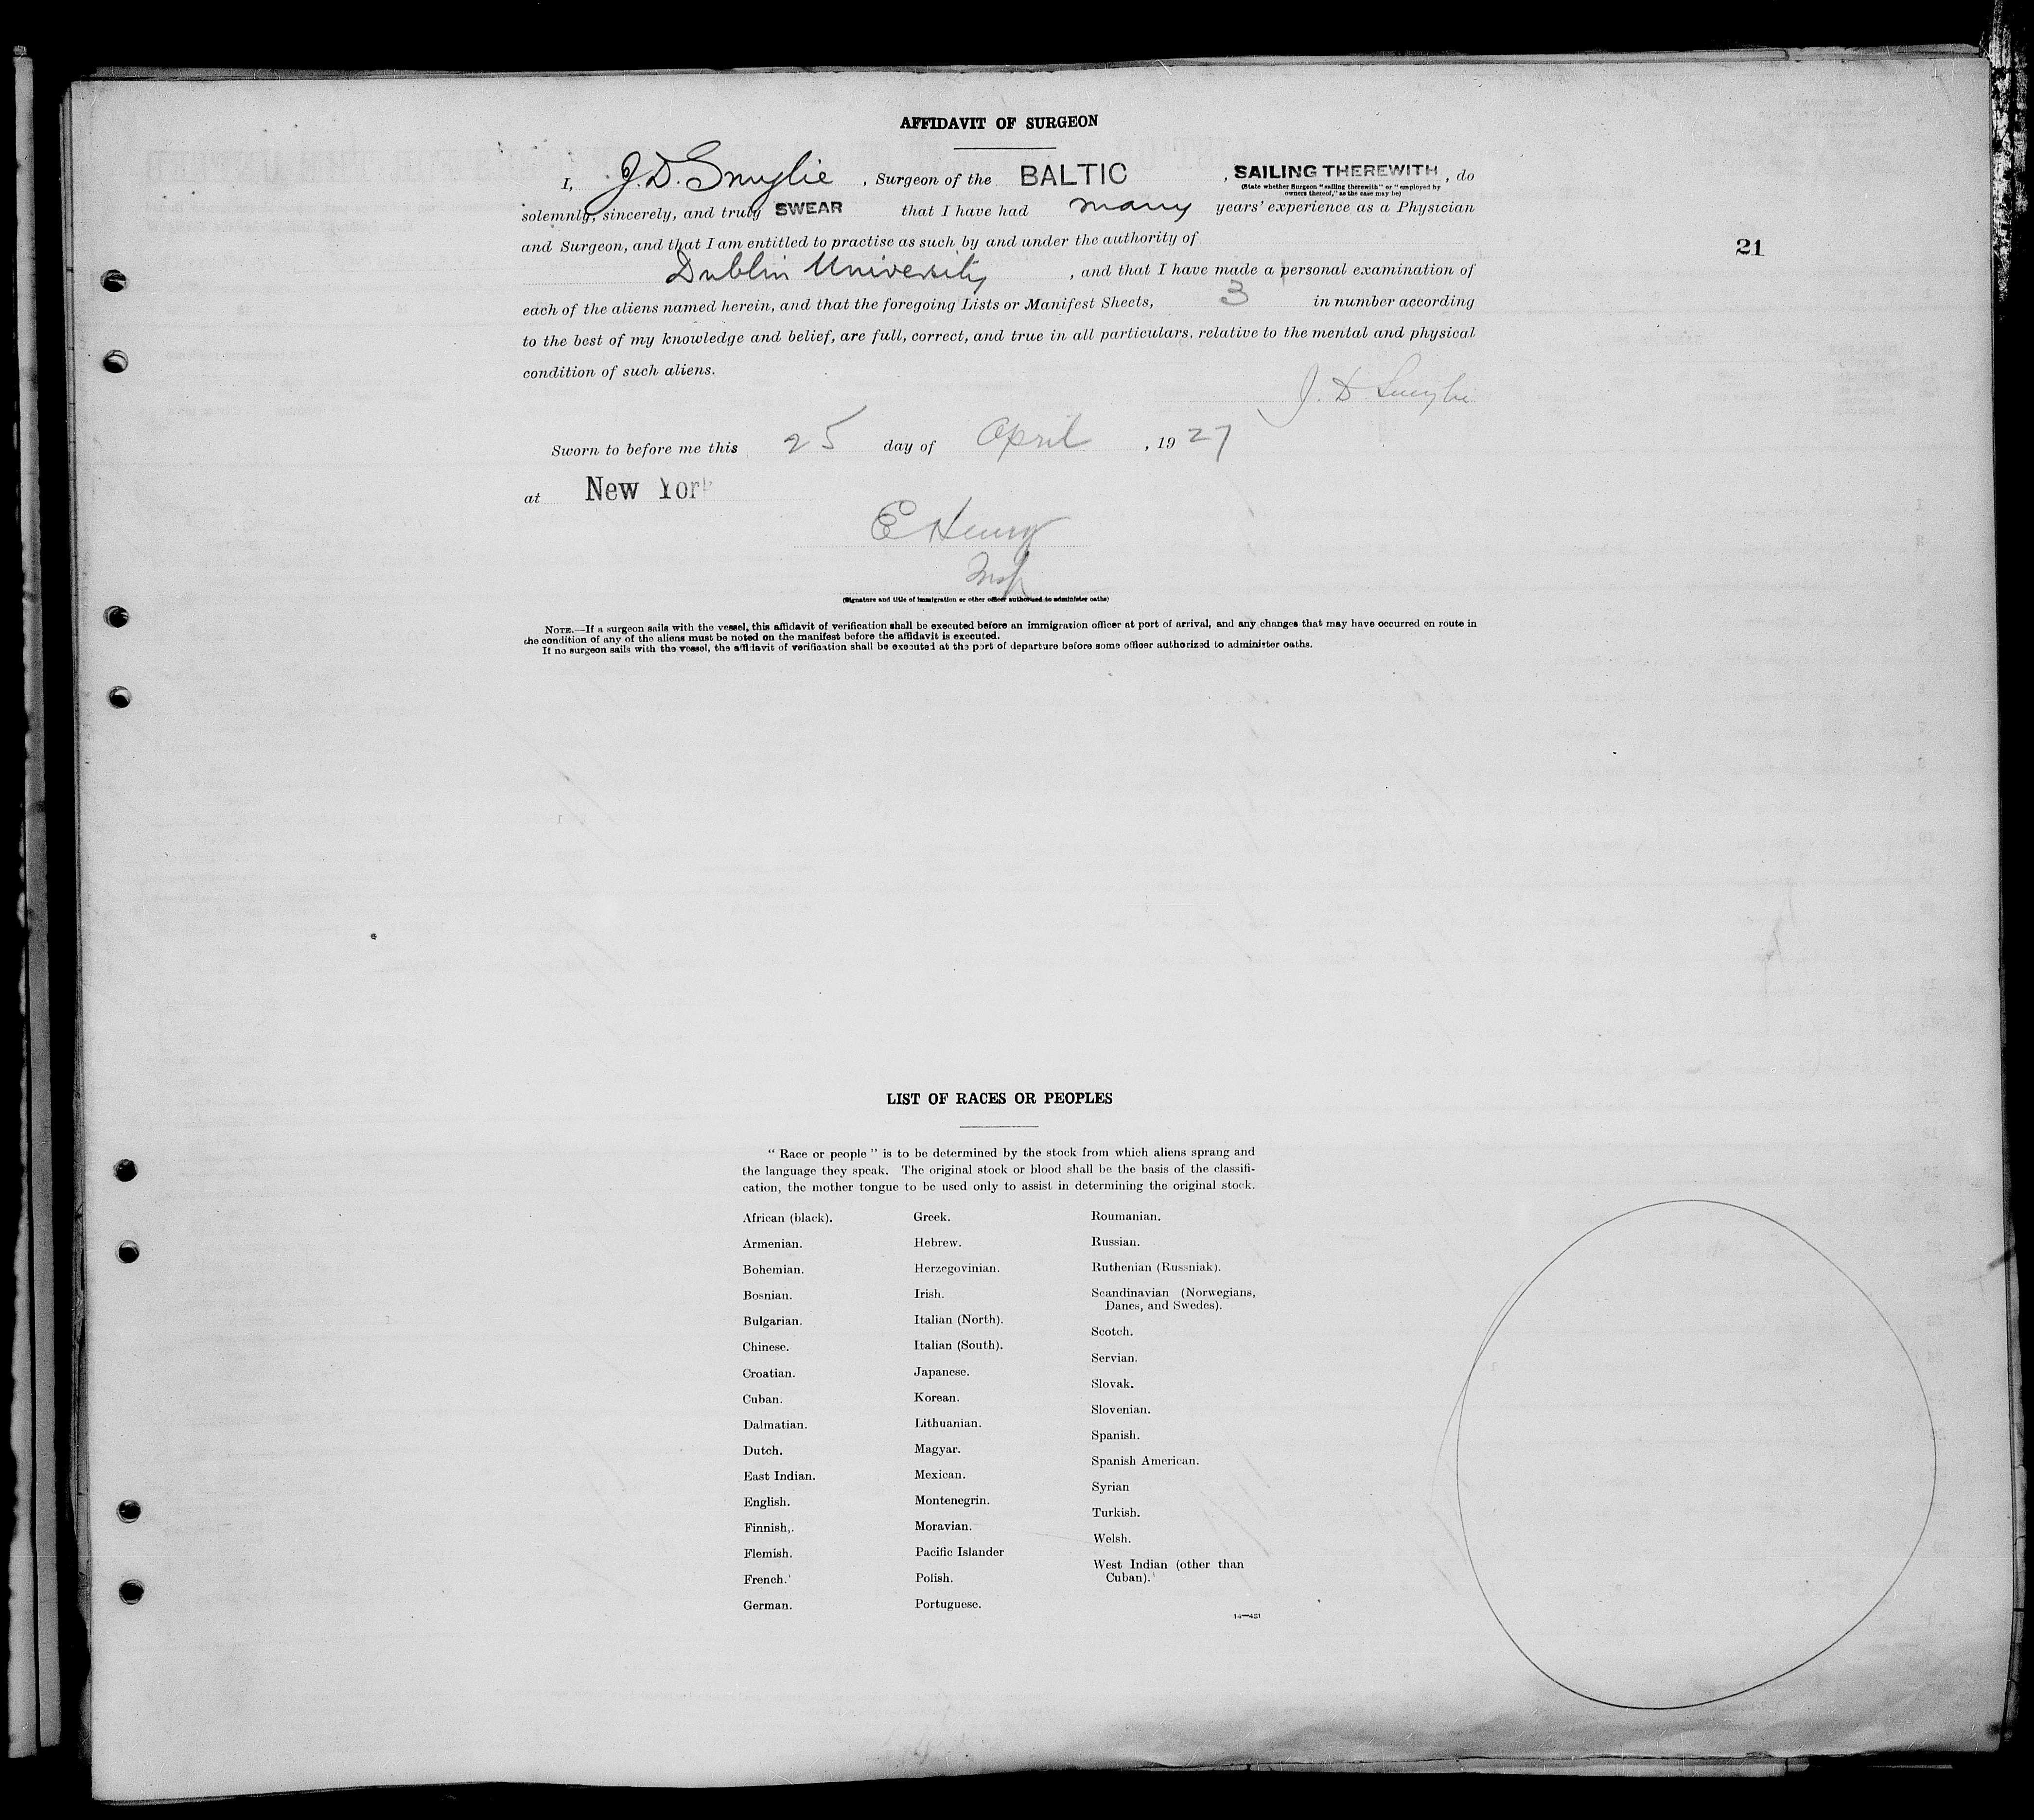 AFFIDAVIT OF SURGEON
I, J. D. Smylie, Surgeon of the BALTIC, SAILING THEREWITH, do
(State whether Surgeon "sailing therewith" or "employed by
owners thereof," as the case may be)
solemnly, sincerely, and truly SWEAR that I have had many years' experience as a Physician
and Surgeon, and that I am entitled to practise as such by and under the authority of
21
Dublin University, and that I have made a personal examination of
each of the aliens named herein, and that the foregoing Lists or Manifest Sheets, 3 in number according
to the best of my knowledge and belief, are full, correct, and true in all particulars, relative to the mental and physical
condition of such aliens.
J. D. Smylie
Sworn to before me this 25 day of April, 1927
at New York
E Henry
Insp
(Signature and title of immigration or other officer authorised to administer oaths)
NOTE.—If a surgeon sails with the vessel, this affidavit of verification shall be executed before an immigration officer at port of arrival, and any changes that may have occurred on route in
the condition of any of the aliens must be noted on the manifest before the affidavit is executed.
If no surgeon sails with the vessel, the affidavit of verification shall be executed at the port of departure before some officer authorized to administer oaths.
LIST OF RACES OR PEOPLES
"Race or people" is to be determined by the stock from which aliens sprang and
the language they speak. The original stock or blood shall be the basis of the classifi-
cation, the mother tongue to be used only to assist in determining the original stock.
African (black).
Armenian.
Bohemian.
Bosnian.
Bulgarian.
Chinese.
Croatian.
Cuban.
Dalmatian.
Dutch.
East Indian.
English.
Finnish,.
Flemish.
French.
German.
Greek.
Hebrew.
Herzegovinian.
Irish.
Italian (North).
Italian (South).
Japanese.
Korean.
Lithuanian.
Magyar.
Mexican.
Montenegrin.
Moravian.
Pacific Islander
Polish.
Portuguese.
Roumanian.
Russian.
Ruthenian (Russniak).
Scandinavian (Norwegians,
Danes, and Swedes).
Scotch.
Servian.
Slovak.
Slovenian.
Spanish.
Spanish American.
Syrian
Turkish.
Welsh.
West Indian (other than
Cuban).
14—431